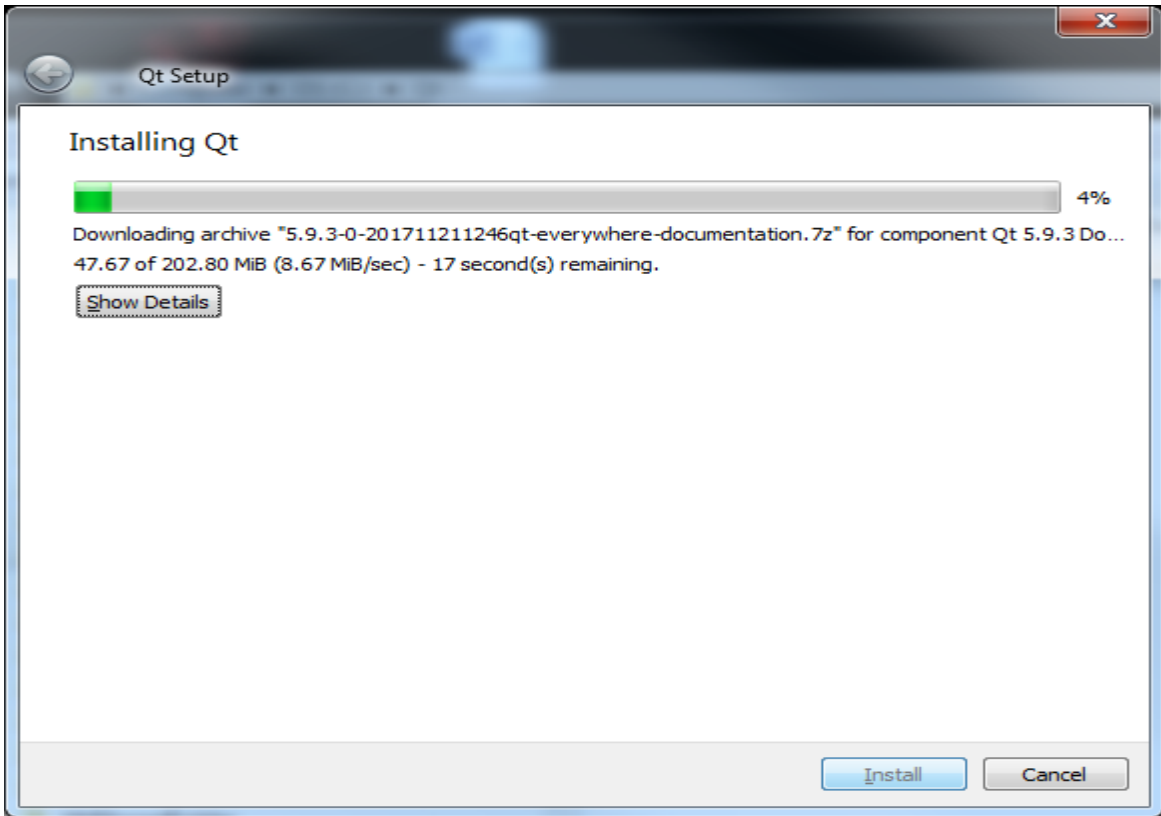 Qt Setup
Installing Qt
4%
Downloading archive "5.9.3-0-201711211246qt-everywhere-documentation.7z" for component Qt 5.9.3 Do...
47.67 of 202.80 MiB (8.67 MiB/sec) - 17 second(s) remaining.
Show Details
Install Cancel